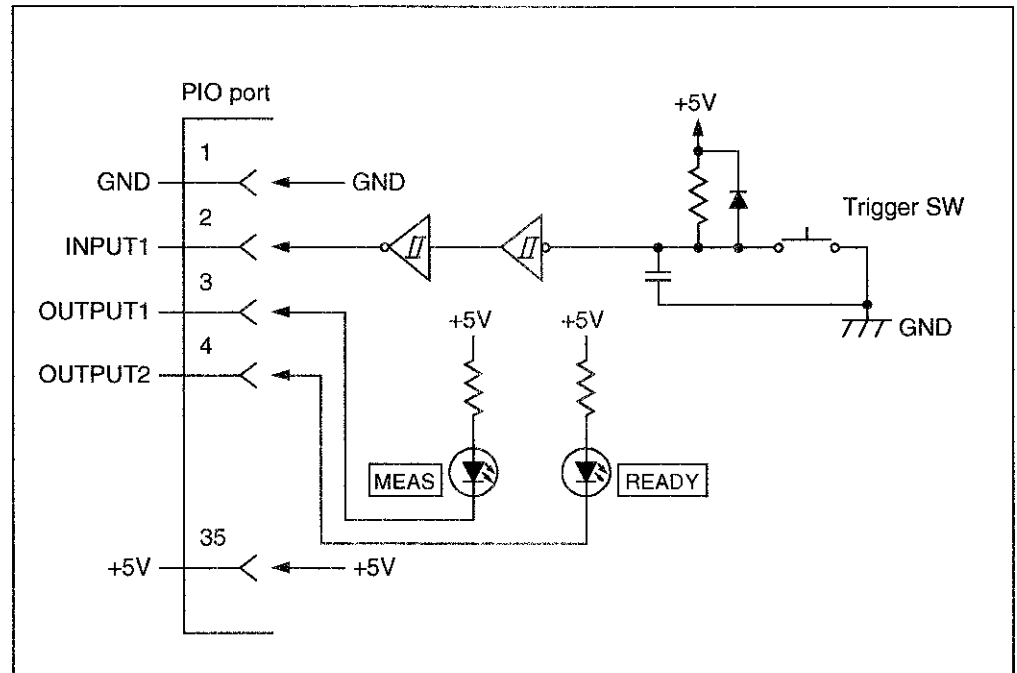 PIO port
1
GND
GND
2
INPUT1
3
OUTPUT1
4
OUTPUT2
35
+5V
+5V
+5V
Trigger SW
GND
+5V
+5V
MEAS
READY